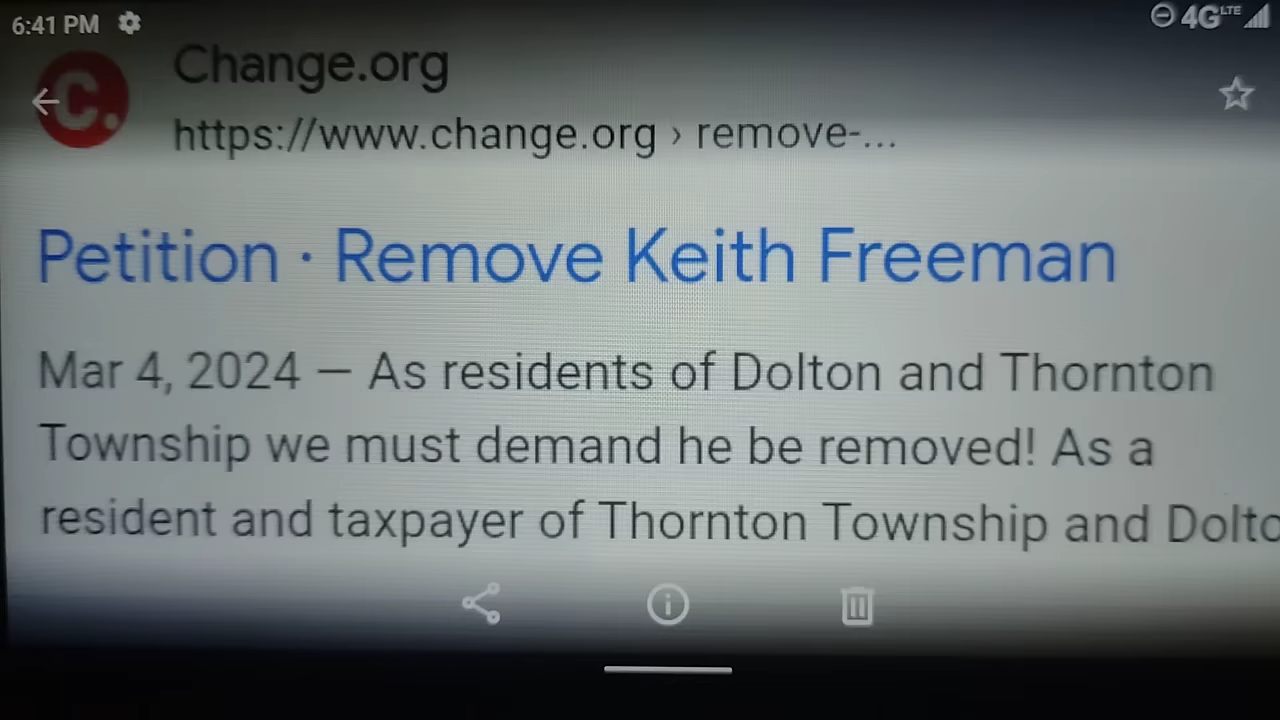 6:41 PM 4G LTE
C. Change.org
https://www.change.org › remove-...
Petition · Remove Keith Freeman
Mar 4, 2024 — As residents of Dolton and Thornton
Township we must demand he be removed! As a
resident and taxpayer of Thornton Township and Dolto